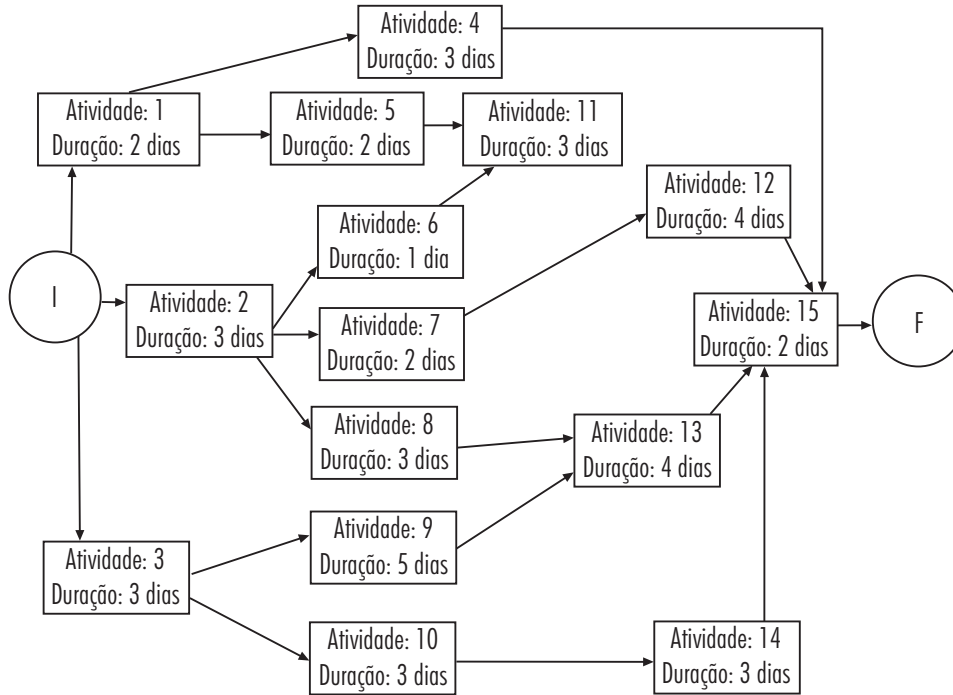 Atividade: 4
Duração: 3 dias
Atividade: 1
Duração: 2 dias
Atividade: 5
Duração: 2 dias
Atividade: 11
Duração: 3 dias
Atividade: 12
Duração: 4 dias
Atividade: 6
Duração: 1 dia
I
Atividade: 2
Duração: 3 dias
Atividade: 7
Duração: 2 dias
Atividade: 15
Duração: 2 dias
F
Atividade: 8
Duração: 3 dias
Atividade: 13
Duração: 4 dias
Atividade: 3
Duração: 3 dias
Atividade: 9
Duração: 5 dias
Atividade: 10
Duração: 3 dias
Atividade: 14
Duração: 3 dias